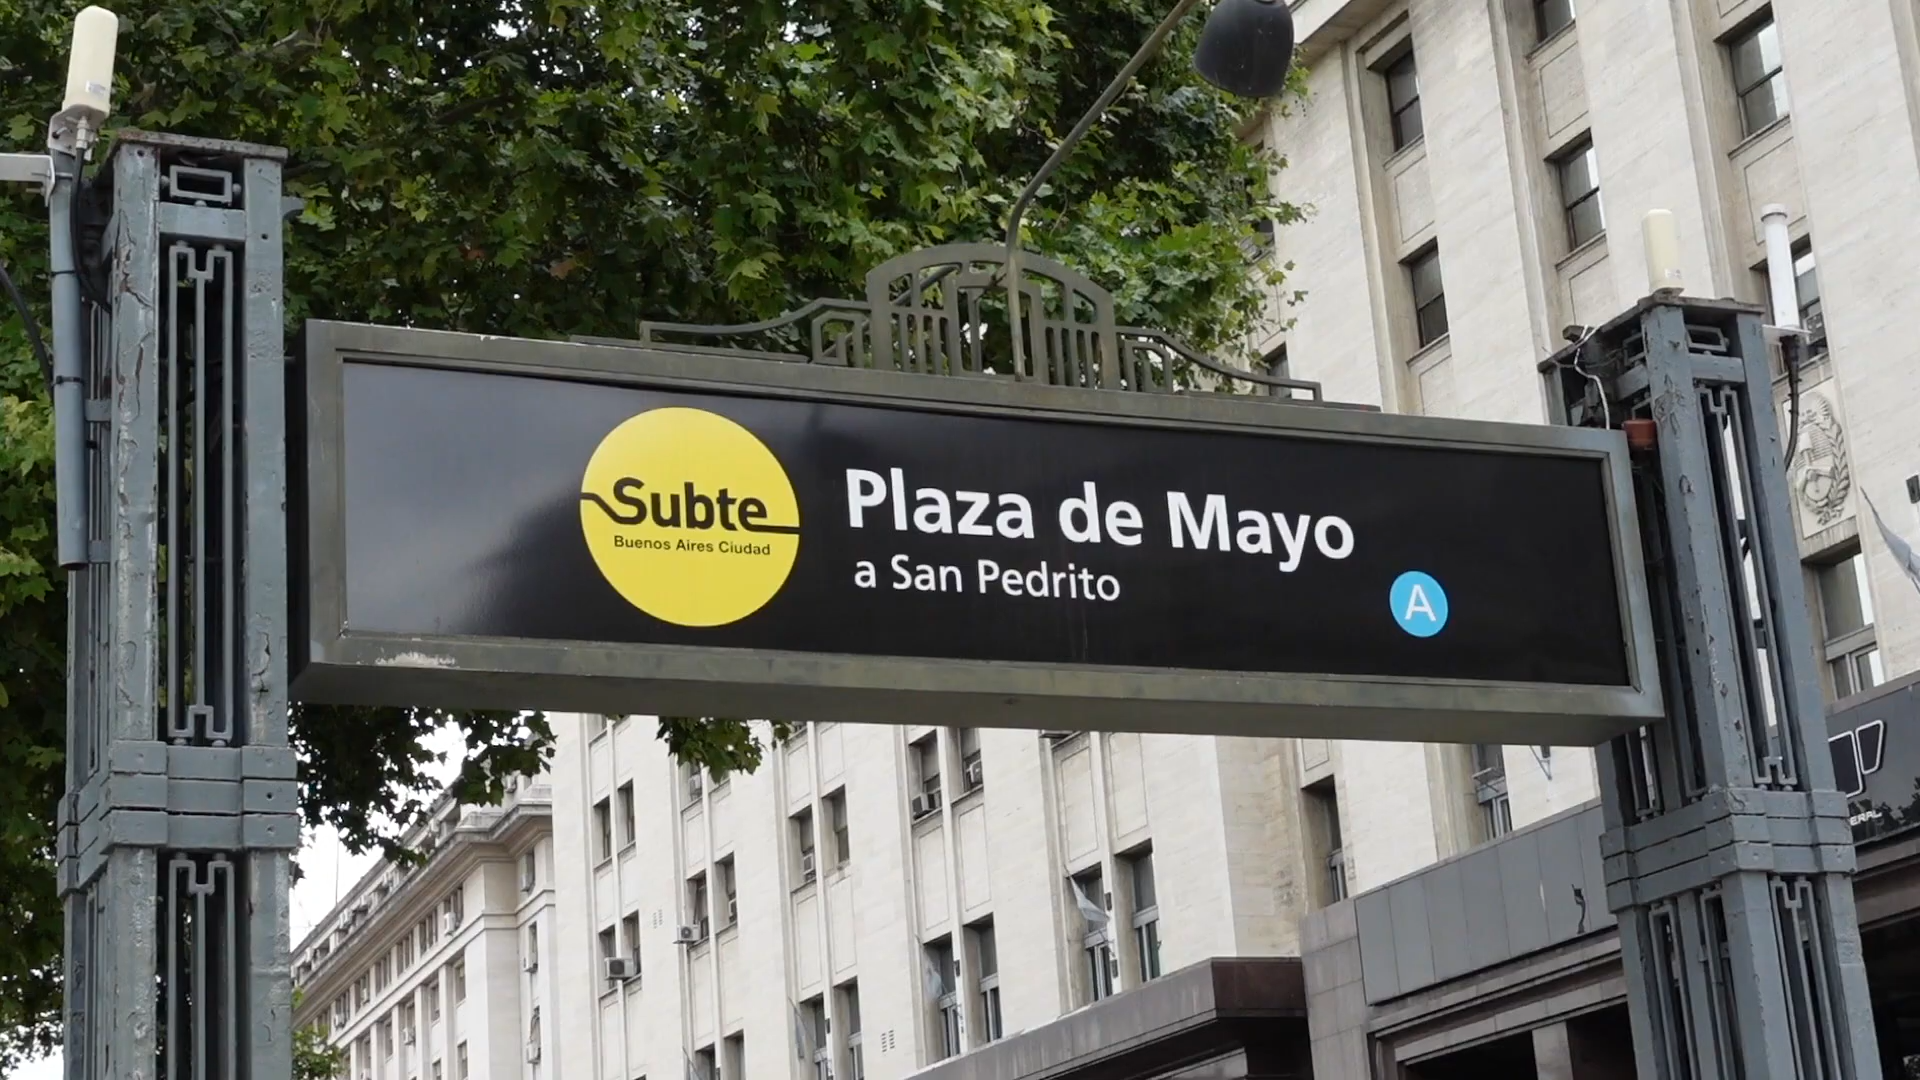 Subte
Buenos Aires Ciudad
Plaza de Mayo
a San Pedrito
A